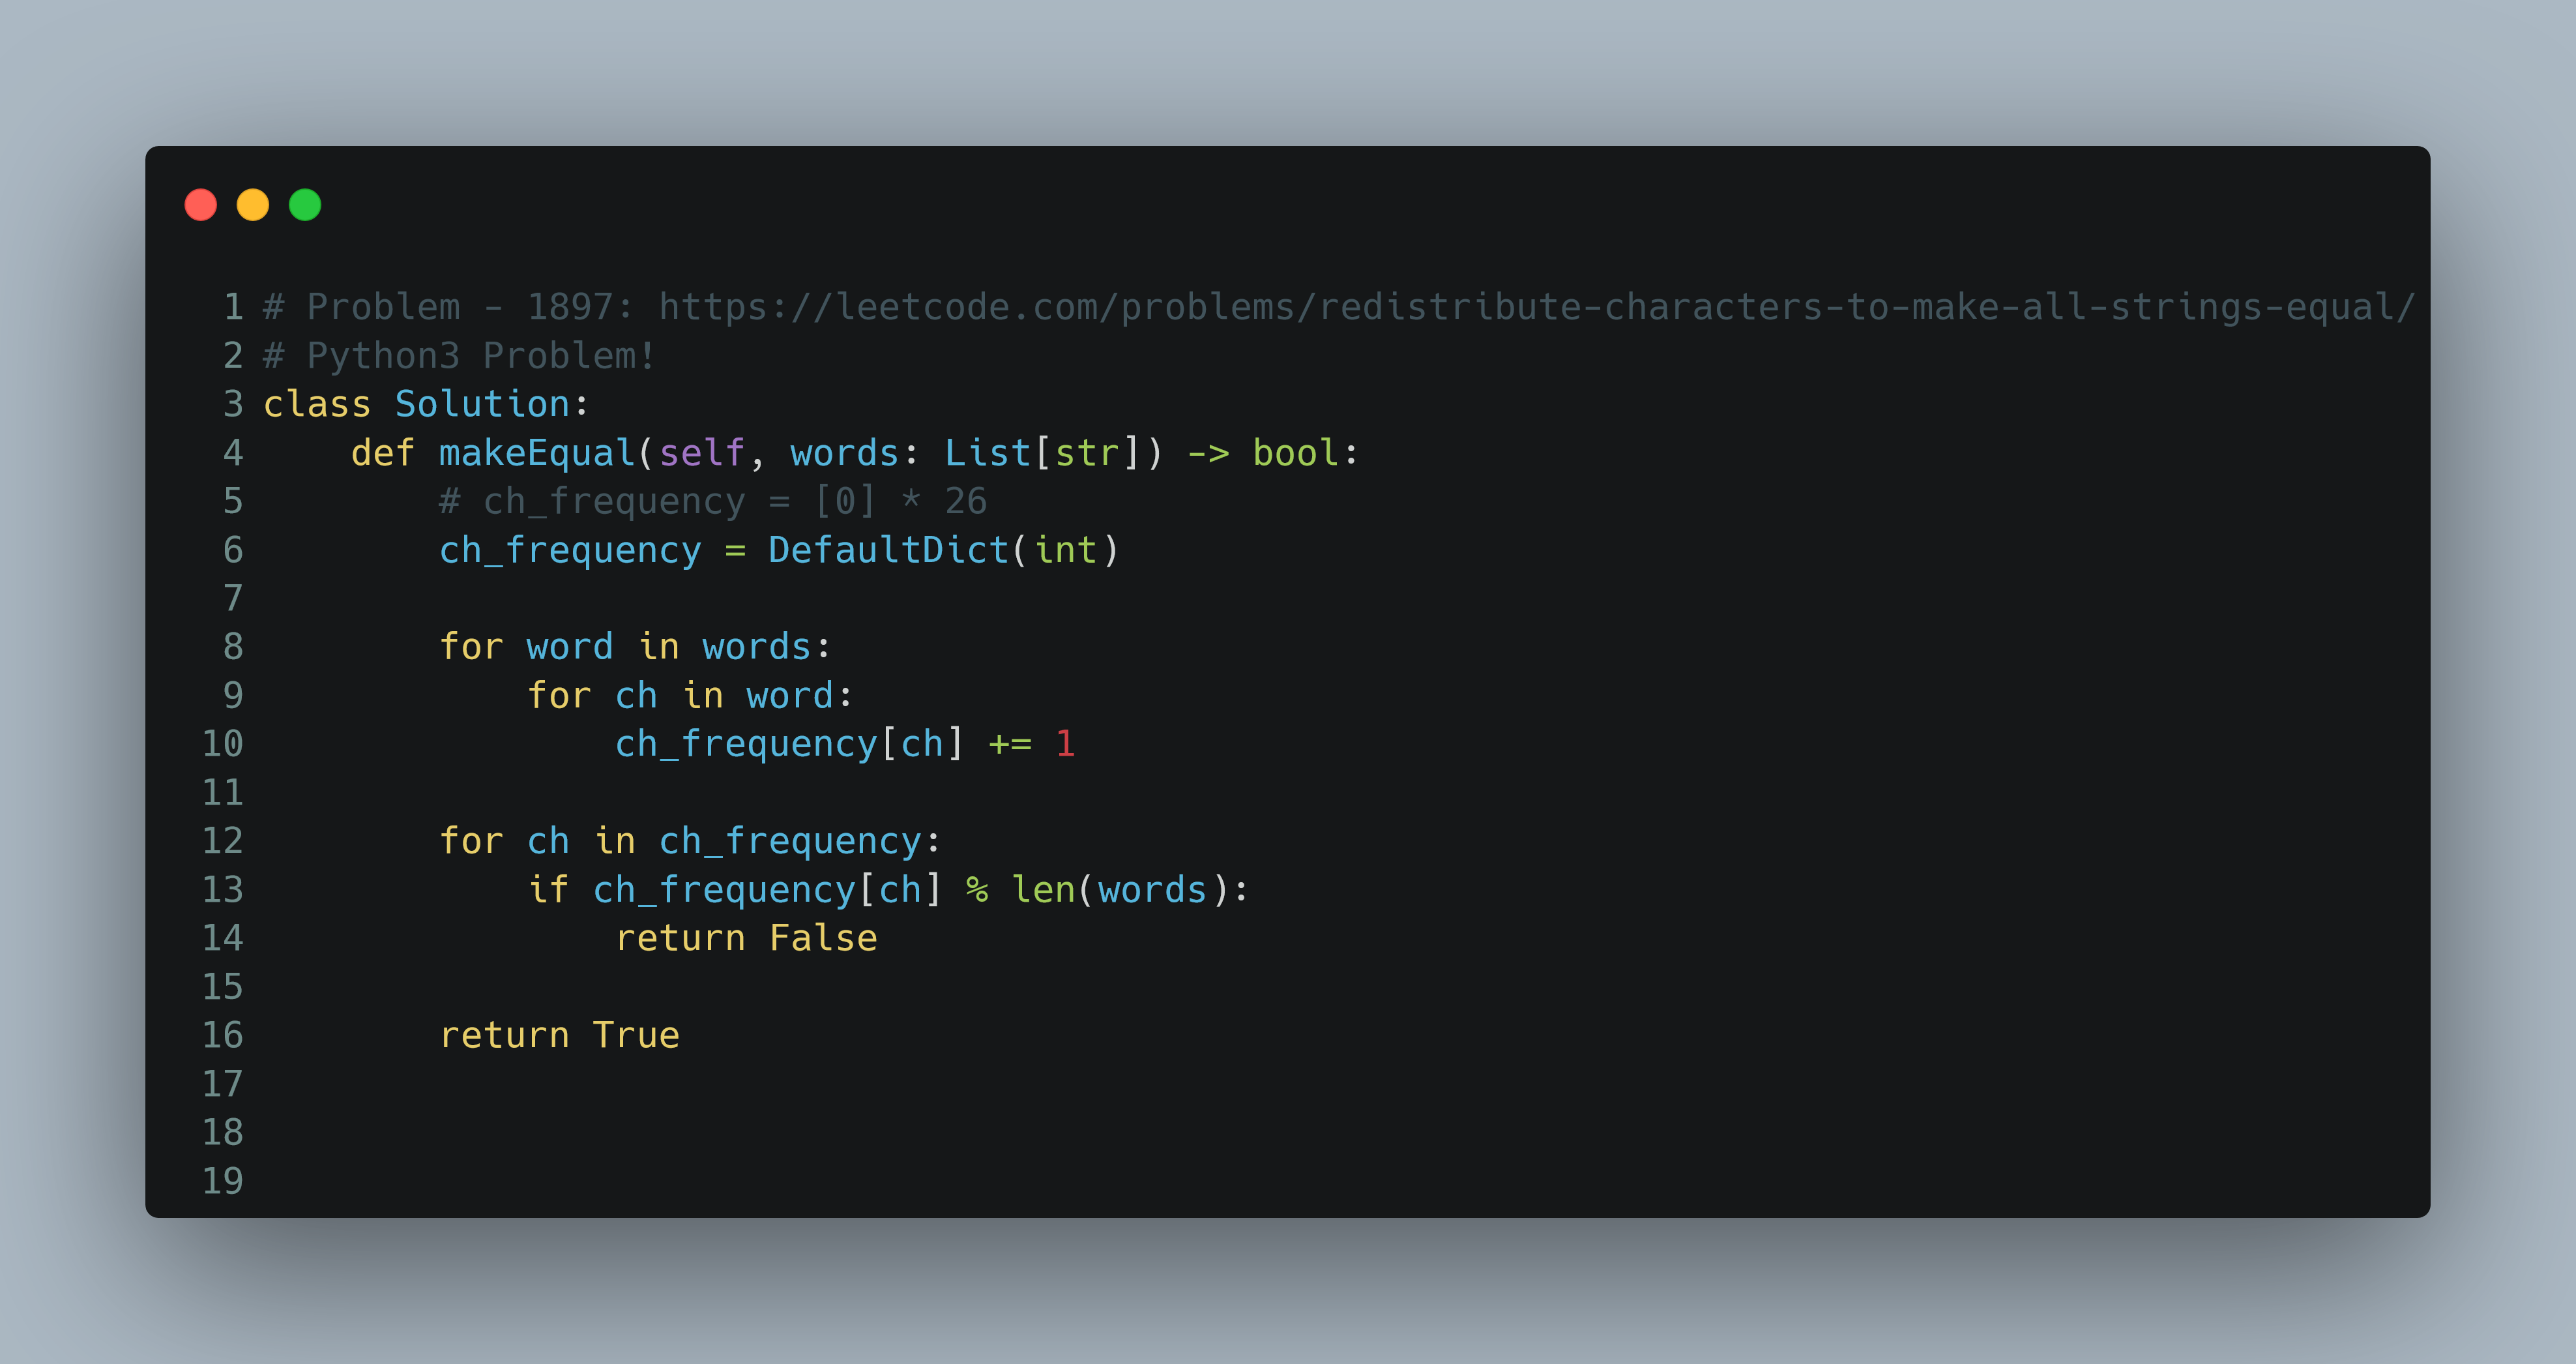 1 # Problem - 1897: https://leetcode.com/problems/redistribute-characters-to-make-all-strings-equal/
2 # Python3 Problem!
3 class Solution:
4     def makeEqual(self, words: List[str]) -> bool:
5         # ch_frequency = [0] * 26
6         ch_frequency = DefaultDict(int)
7
8         for word in words:
9             for ch in word:
10                 ch_frequency[ch] += 1
11
12         for ch in ch_frequency:
13             if ch_frequency[ch] % len(words):
14                 return False
15
16         return True
17
18
19